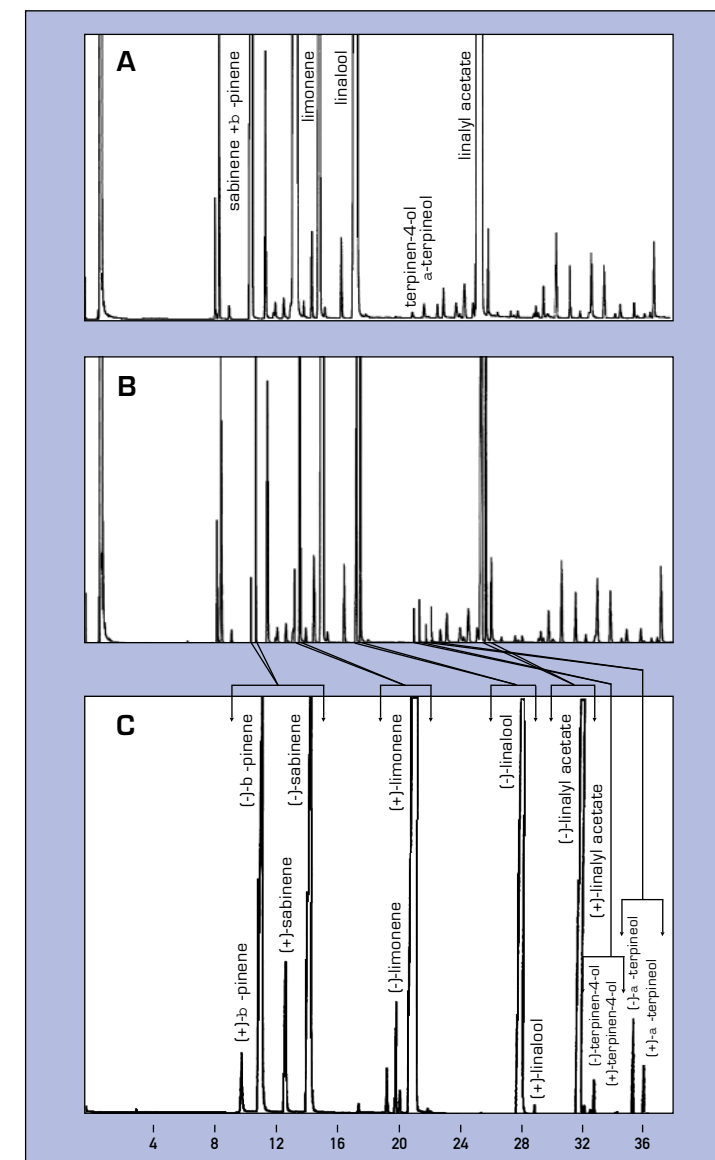 A
sabinene +b -pinene
limonene
linalool
terpinen-4-ol
a-terpineol
linalyl acetate
B
C
(+)-b -pinene
(-)-b -pinene
(+)-sabinene
(-)-sabinene
(-)-limonene
(+)-limonene
(-)-linalool
(+)-linalool
(-)-linalyl acetate
(+)-linalyl acetate
(-)-terpinen-4-ol
(+)-terpinen-4-ol
(-)-a -terpineol
(+)-a -terpineol
4 8 12 16 20 24 28 32 36